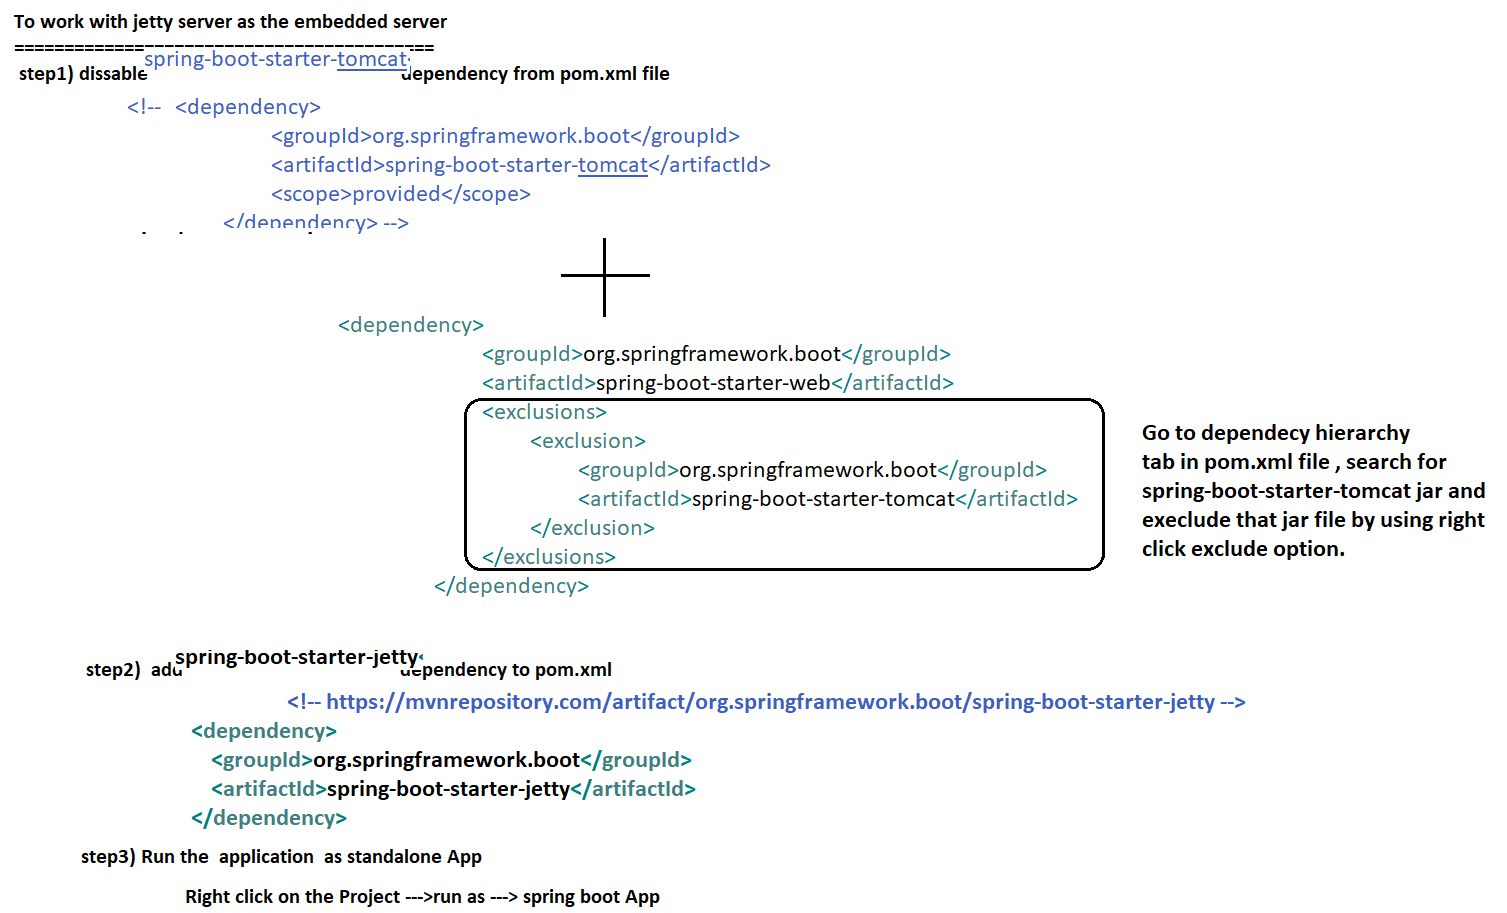 To work with jetty server as the embedded server
==========================================
step1) dissable spring-boot-starter-tomcat dependency from pom.xml file
<!-- <dependency>
<groupId>org.springframework.boot</groupId>
<artifactId>spring-boot-starter-tomcat</artifactId>
<scope>provided</scope>
</dependency> -->
<dependency>
<groupId>org.springframework.boot</groupId>
<artifactId>spring-boot-starter-web</artifactId>
<exclusions>
<exclusion>
<groupId>org.springframework.boot</groupId>
<artifactId>spring-boot-starter-tomcat</artifactId>
</exclusion>
</exclusions>
</dependency>
Go to dependecy hierarchy
tab in pom.xml file , search for
spring-boot-starter-tomcat jar and
execlude that jar file by using right
click exclude option.
step2) add spring-boot-starter-jetty dependency to pom.xml
<!-- https://mvnrepository.com/artifact/org.springframework.boot/spring-boot-starter-jetty -->
<dependency>
<groupId>org.springframework.boot</groupId>
<artifactId>spring-boot-starter-jetty</artifactId>
</dependency>
step3) Run the application as standalone App
Right click on the Project --->run as ---> spring boot App